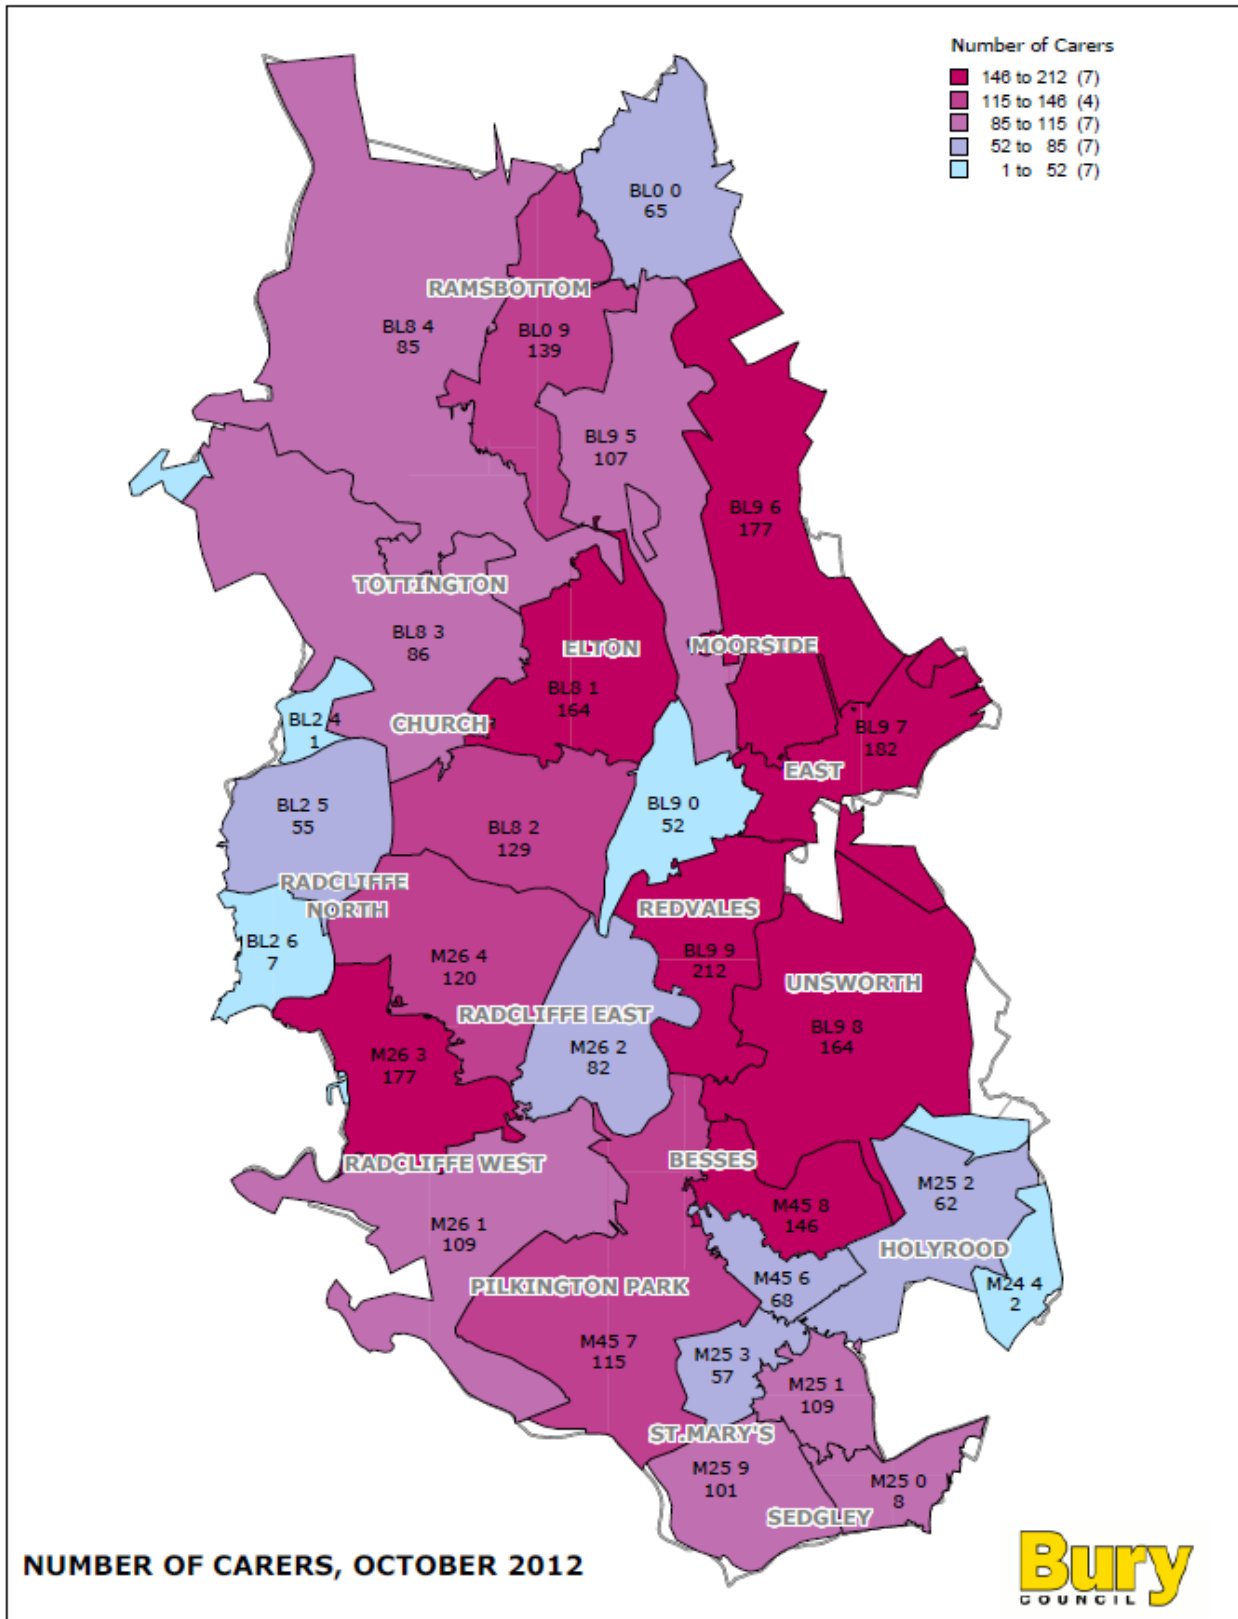 Number of Carers
146 to 212 (7)
115 to 146 (4)
85 to 115 (7)
52 to 85 (7)
1 to 52 (7)
BL0 0
65
RAMSBOTTOM
BL8 4
85
BL0 9
139
BL9 5
107
BL9 6
177
TOTTINGTON
BL8 3
86
ELTON
MOORSIDE
BL8 1
164
BL2 4
1
CHURCH
BL9 7
182
EAST
BL2 5
55
BL8 2
129
BL9 0
52
RADCLIFFE
NORTH
REDVALES
BL2 6
7
M26 4
120
BL9 9
212
UNSWORTH
RADCLIFFE EAST
BL9 8
164
M26 3
177
M26 2
82
RADCLIFFE WEST
BESSES
M25 2
62
M26 1
109
M45 8
146
HOLYROOD
PILKINGTON PARK
M45 6
68
M24 4
2
M45 7
115
M25 3
57
M25 1
109
ST.MARY'S
M25 9
101
M25 0
8
SEDGLEY
NUMBER OF CARERS, OCTOBER 2012
Bury
COUNCIL